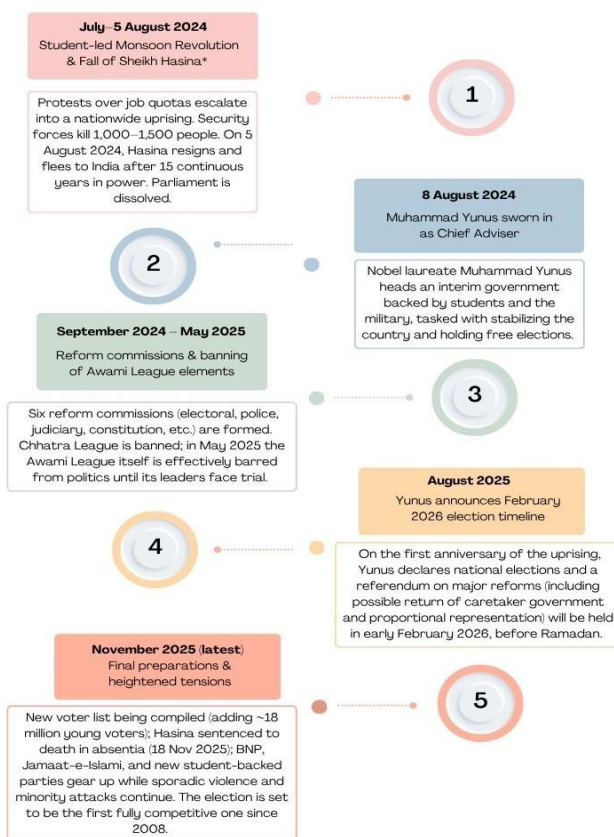 July–5 August 2024
Student-led Monsoon Revolution
& Fall of Sheikh Hasina*
1
Protests over job quotas escalate
into a nationwide uprising. Security
forces kill 1,000–1,500 people. On 5
August 2024, Hasina resigns and
flees to India after 15 continuous
years in power. Parliament is
dissolved.
8 August 2024
Muhammad Yunus sworn in
as Chief Adviser
2
Nobel laureate Muhammad Yunus
heads an interim government
backed by students and the
military, tasked with stabilizing the
country and holding free elections.
September 2024 – May 2025
Reform commissions & banning
of Awami League elements
3
Six reform commissions (electoral, police,
judiciary, constitution, etc.) are formed.
Chhatra League is banned; in May 2025 the
Awami League itself is effectively barred
from politics until its leaders face trial.
August 2025
Yunus announces February
2026 election timeline
4
On the first anniversary of the uprising,
Yunus declares national elections and a
referendum on major reforms (including
possible return of caretaker government
and proportional representation) will be held
in early February 2026, before Ramadan.
November 2025 (latest)
Final preparations &
heightened tensions
5
New voter list being compiled (adding ~18
million young voters); Hasina sentenced to
death in absentia (18 Nov 2025); BNP,
Jamaat-e-Islami, and new student-backed
parties gear up while sporadic violence and
minority attacks continue. The election is set
to be the first fully competitive one since
2008.